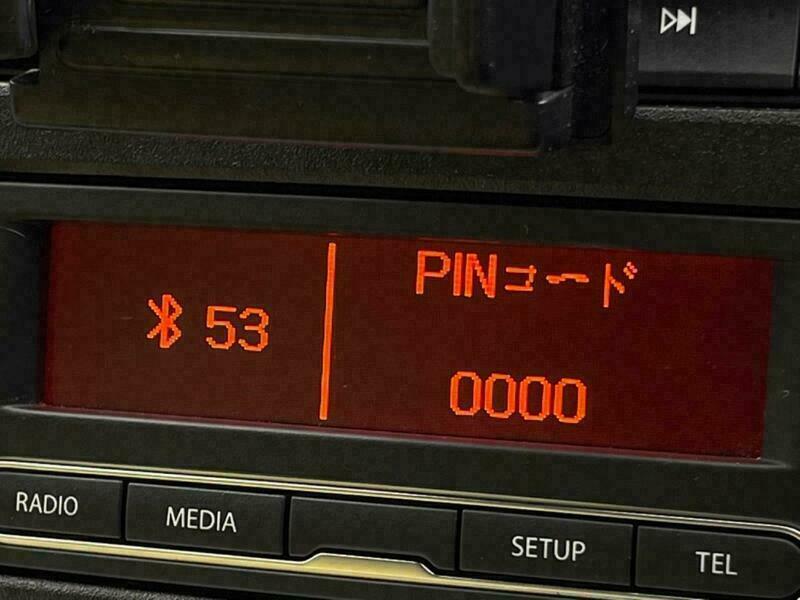 PINコード
53
0000
RADIO
MEDIA
SETUP
TEL